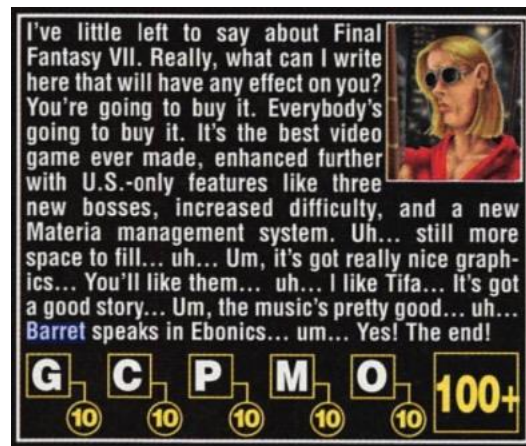 I've little left to say about Final
Fantasy VII. Really, what can I write
here that will have any effect on you?
You're going to buy it. Everybody's
going to buy it. It's the best video
game ever made, enhanced further
with U.S.-only features like three
new bosses, increased difficulty, and a new
Materia management system. Uh... still more
space to fill... uh... Um, it's got really nice graph-
ics... You'll like them... uh... I like Tifa... It's got
a good story... Um, the music's pretty good... uh...
Barret speaks in Ebonics... um... Yes! The end!
G C P M O 100+
10 10 10 10 10